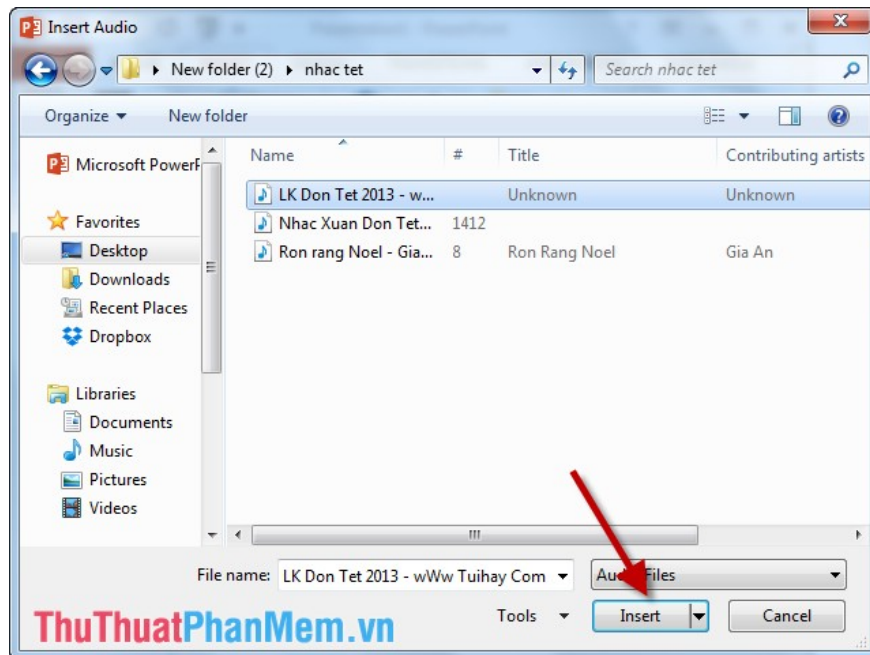 Insert Audio
New folder (2) nhac tet Search nhac tet
Organize New folder
Microsoft PowerP
Favorites
Desktop
Downloads
Recent Places
Dropbox
Libraries
Documents
Music
Pictures
Videos
Name # Title Contributing artists
LK Don Tet 2013 - w... Unknown Unknown
Nhac Xuan Don Tet... 1412
Ron rang Noel - Gia... 8 Ron Rang Noel Gia An
File name: LK Don Tet 2013 - wWw Tuihay Com Audio Files
Tools Insert Cancel
ThuThuatPhanMem.vn